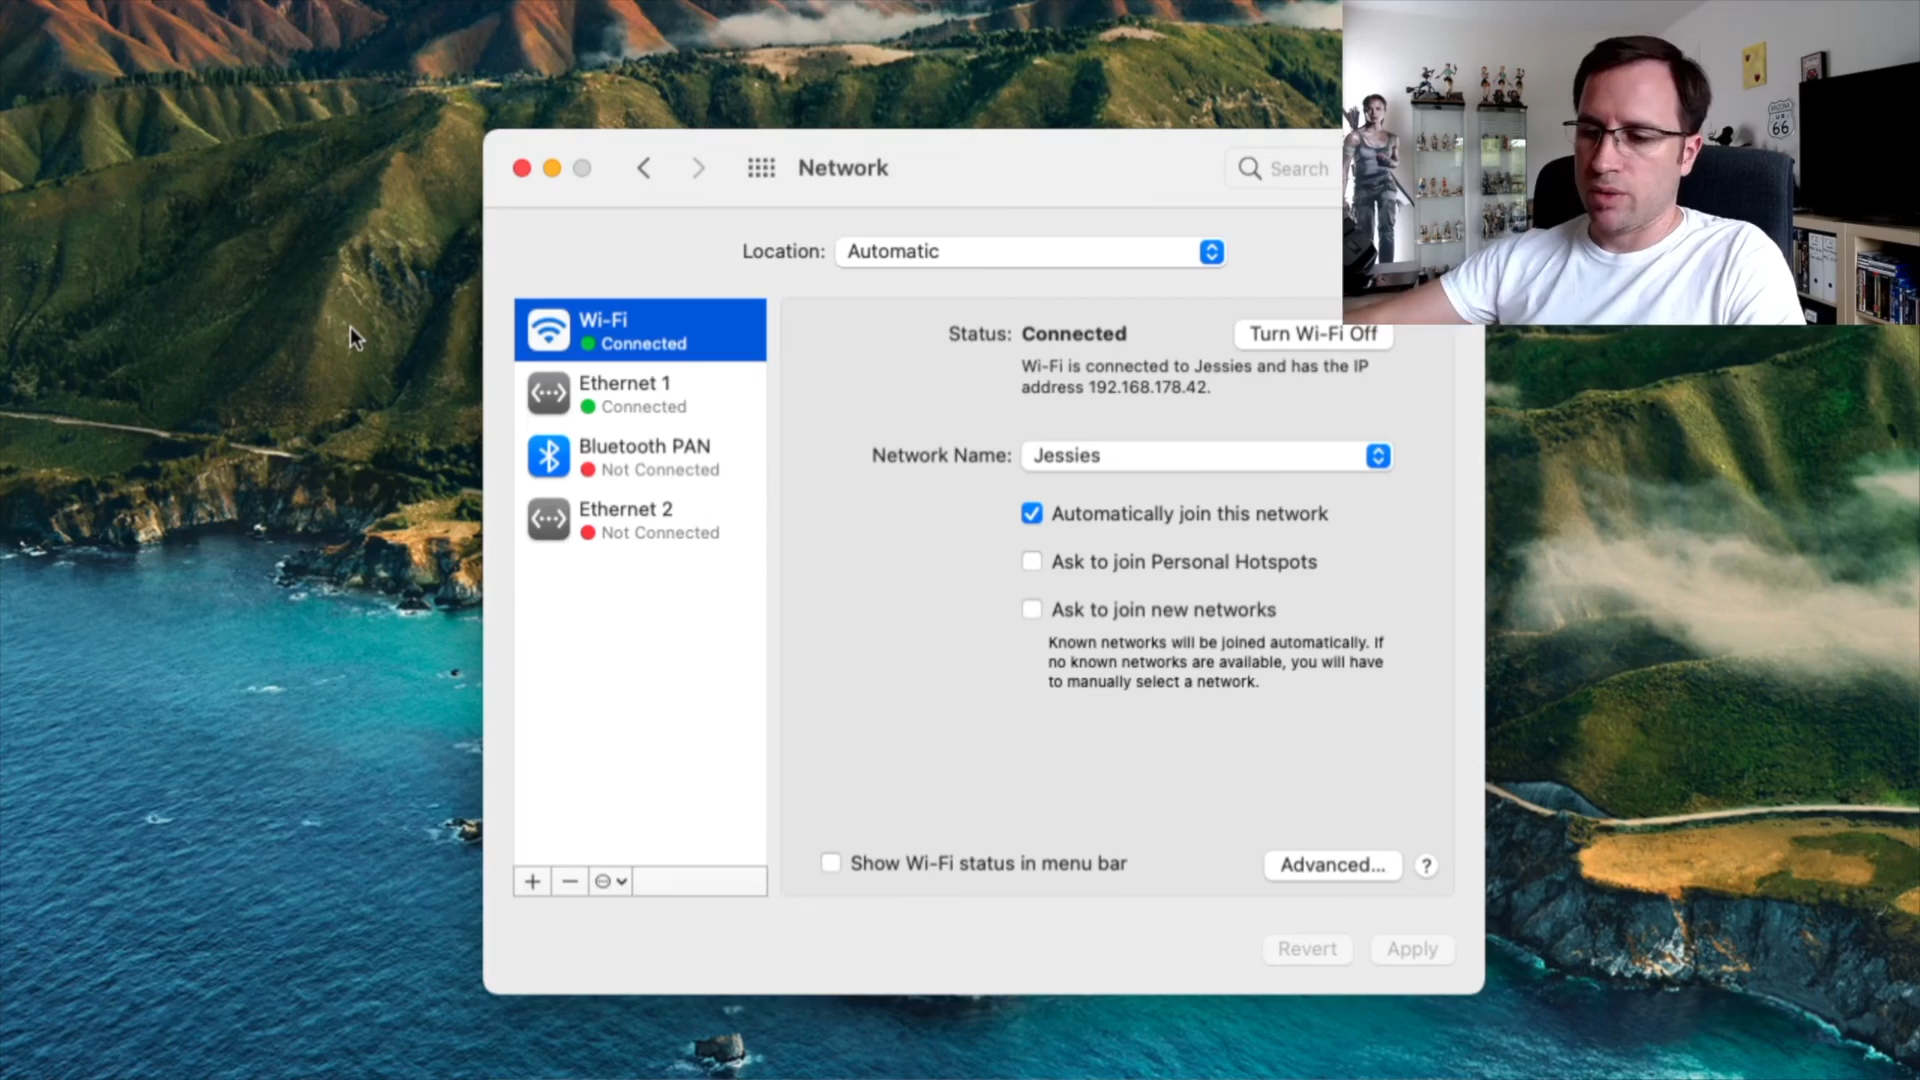 Network
Search
Location: Automatic
Wi-Fi
Connected
Ethernet 1
Connected
Bluetooth PAN
Not Connected
Ethernet 2
Not Connected
Status: Connected
Turn Wi-Fi Off
Wi-Fi is connected to Jessies and has the IP
address 192.168.178.42.
Network Name: Jessies
Automatically join this network
Ask to join Personal Hotspots
Ask to join new networks
Known networks will be joined automatically. If
no known networks are available, you will have
to manually select a network.
Show Wi-Fi status in menu bar
Advanced...
?
Revert
Apply
ARIZONA
66